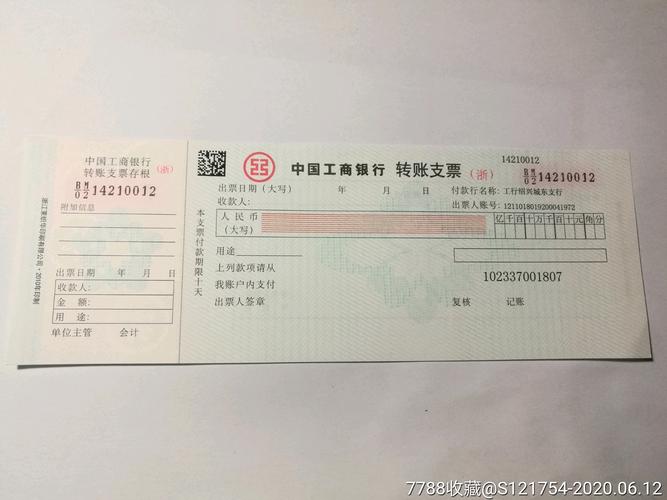 中国工商银行
转账支票存根 (浙)
BM
02 14210012
附加信息
出票日期 年 月 日
收款人:
金 额:
用 途:
单位主管 会计
本支票付款期限十天
中国工商银行 转账支票 (浙)
14210012
BM
02 14210012
出票日期(大写) 年 月 日 付款行名称: 工行绍兴城东支行
收款人: 出票人账号: 1211018019200041972
人民币
(大写)
亿千百十万千百十元角分
用途
上列款项请从
我账户内支付
102337001807
出票人签章 复核 记账
7788收藏@S121754-2020.06.12